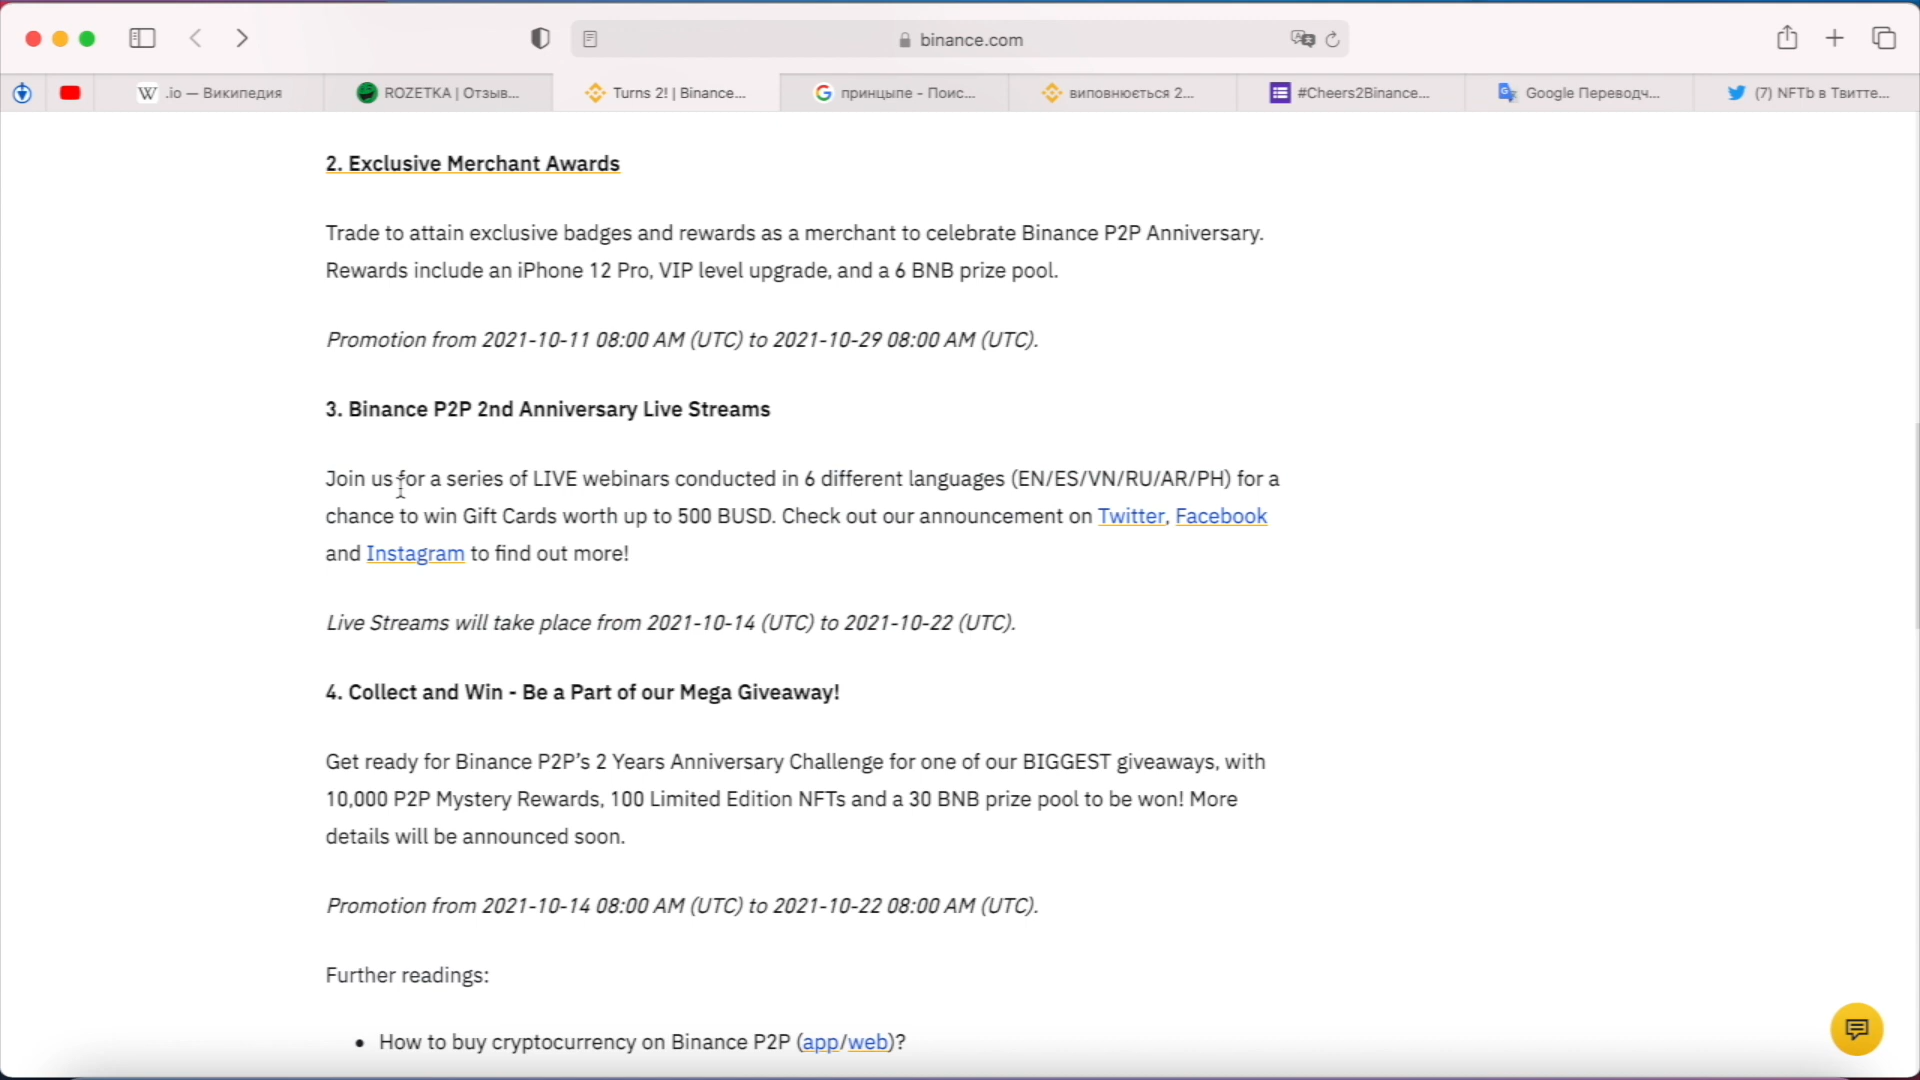 binance.com
W .io — Википедия
ROZETKA | Отзыв...
Turns 2! | Binance...
принцыпе - Поис...
виповнюється 2...
#Cheers2Binance...
Google Переводч...
(7) NFTb в Твитте...
2. Exclusive Merchant Awards
Trade to attain exclusive badges and rewards as a merchant to celebrate Binance P2P Anniversary.
Rewards include an iPhone 12 Pro, VIP level upgrade, and a 6 BNB prize pool.
Promotion from 2021-10-11 08:00 AM (UTC) to 2021-10-29 08:00 AM (UTC).
3. Binance P2P 2nd Anniversary Live Streams
Join us for a series of LIVE webinars conducted in 6 different languages (EN/ES/VN/RU/AR/PH) for a
chance to win Gift Cards worth up to 500 BUSD. Check out our announcement on Twitter, Facebook
and Instagram to find out more!
Live Streams will take place from 2021-10-14 (UTC) to 2021-10-22 (UTC).
4. Collect and Win - Be a Part of our Mega Giveaway!
Get ready for Binance P2P’s 2 Years Anniversary Challenge for one of our BIGGEST giveaways, with
10,000 P2P Mystery Rewards, 100 Limited Edition NFTs and a 30 BNB prize pool to be won! More
details will be announced soon.
Promotion from 2021-10-14 08:00 AM (UTC) to 2021-10-22 08:00 AM (UTC).
Further readings:
• How to buy cryptocurrency on Binance P2P (app/web)?